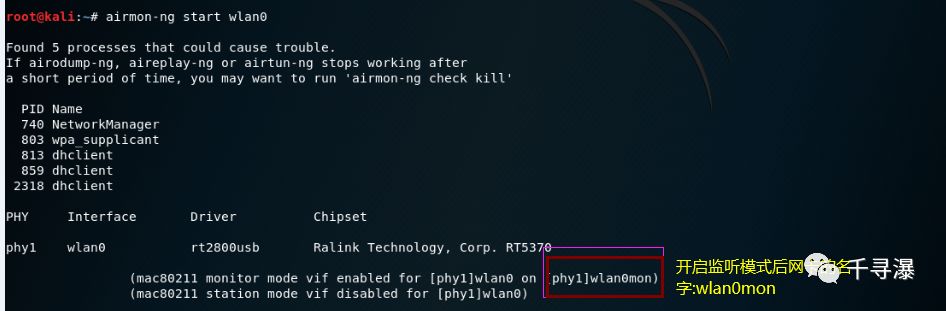 root@kali:~# airmon-ng start wlan0
Found 5 processes that could cause trouble.
If airodump-ng, aireplay-ng or airtun-ng stops working after
a short period of time, you may want to run 'airmon-ng check kill'
PID Name
740 NetworkManager
803 wpa_supplicant
813 dhclient
859 dhclient
2318 dhclient
PHY Interface Driver Chipset
phy1 wlan0 rt2800usb Ralink Technology, Corp. RT5370
(mac80211 monitor mode vif enabled for [phy1]wlan0 on [phy1]wlan0mon)
(mac80211 station mode vif disabled for [phy1]wlan0)
开启监听模式后网 名
字:wlan0mon
千寻瀑